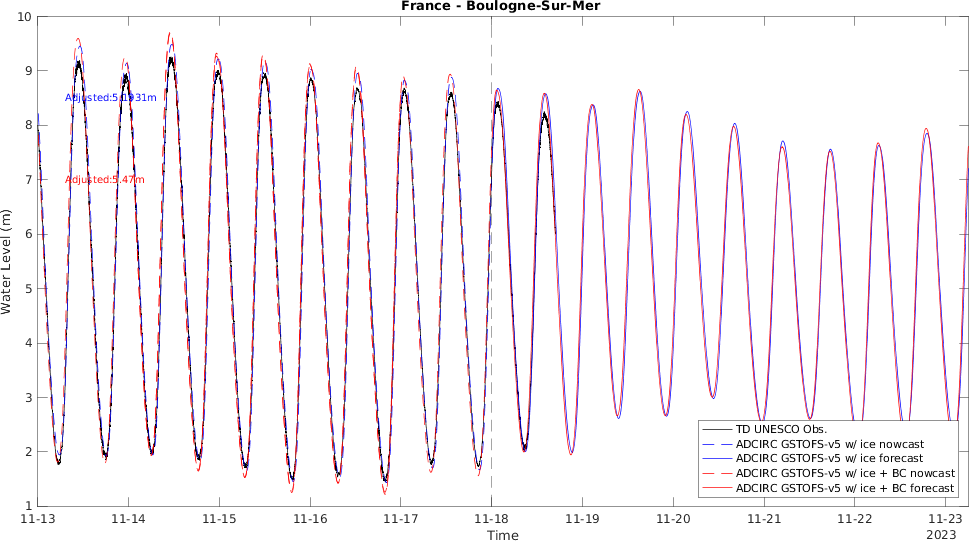 France - Boulogne-Sur-Mer
10
9
8
7
6
5
4
3
2
1
Water Level (m)
Adjusted:5.1931m
Adjusted:5.47m
TD UNESCO Obs.
ADCIRC GSTOFS-v5 w/ ice nowcast
ADCIRC GSTOFS-v5 w/ ice forecast
ADCIRC GSTOFS-v5 w/ ice + BC nowcast
ADCIRC GSTOFS-v5 w/ ice + BC forecast
11-13 11-14 11-15 11-16 11-17 11-18 11-19 11-20 11-21 11-22 11-23
Time
2023